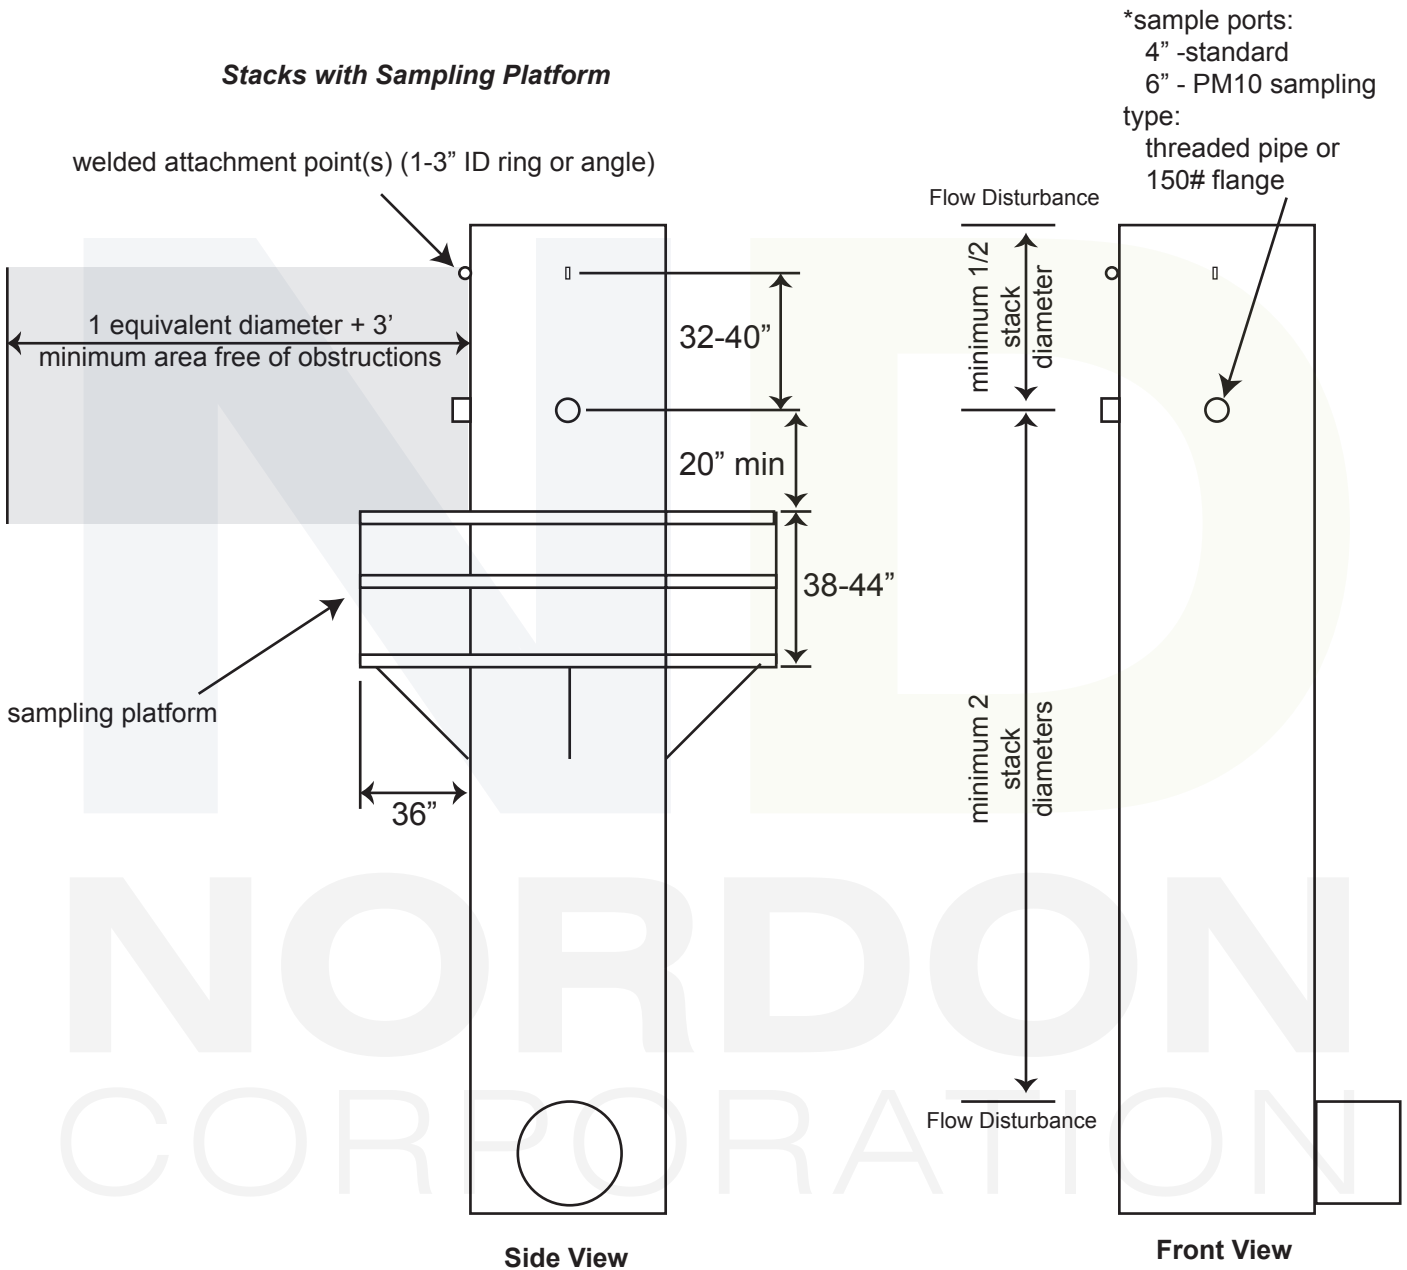 Stacks with Sampling Platform
*sample ports:
4” -standard
6” - PM10 sampling
type:
threaded pipe or
150# flange
welded attachment point(s) (1-3” ID ring or angle)
1 equivalent diameter + 3’
minimum area free of obstructions
32-40”
20” min
38-44”
sampling platform
36”
Side View
Flow Disturbance
minimum 1/2
stack
diameter
minimum 2
stack
diameters
Flow Disturbance
Front View
ND
NORDON
CORPORATION